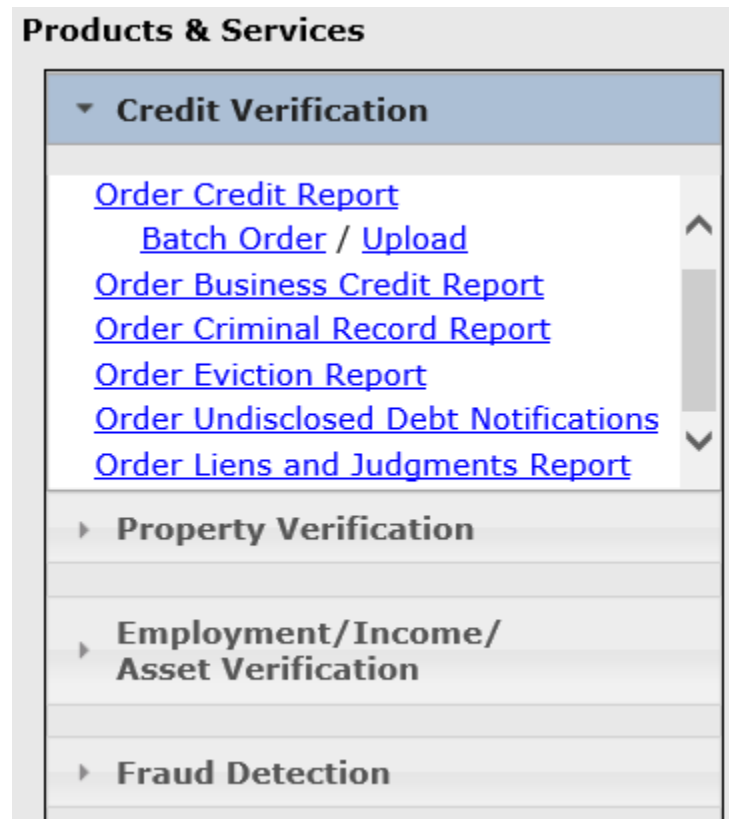 Products & Services
Credit Verification
Order Credit Report
Batch Order / Upload
Order Business Credit Report
Order Criminal Record Report
Order Eviction Report
Order Undisclosed Debt Notifications
Order Liens and Judgments Report
Property Verification
Employment/Income/
Asset Verification
Fraud Detection